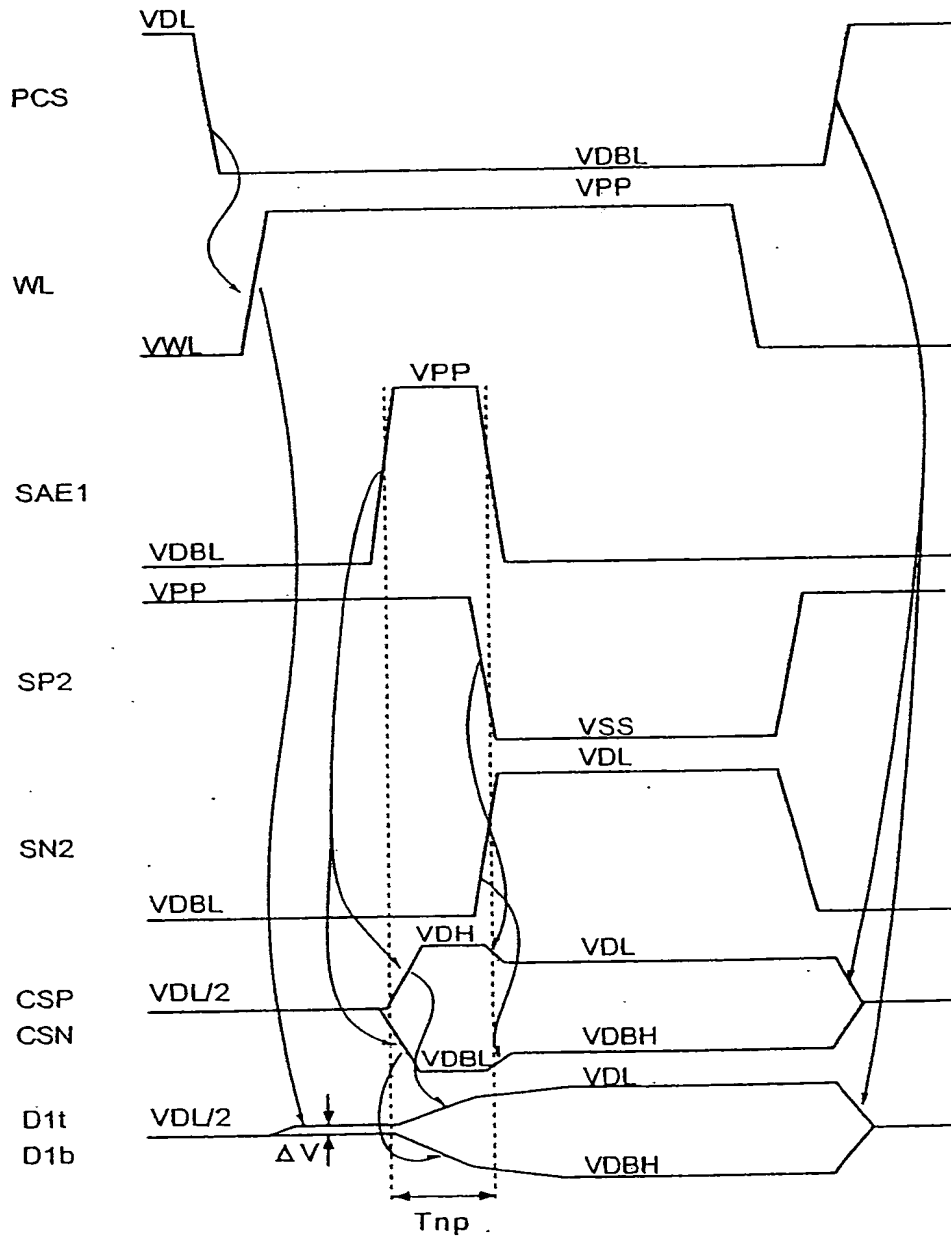 VDL
PCS
VDBL
VPP
WL
VWL
VPP
SAE1
VDBL
VPP
SP2
VSS
VDL
SN2
VDBL
VDH
VDL
CSP
VDL/2
CSN
VDBL
VDBH
VDL
D1t
VDL/2
ΔV
D1b
VDBH
Tnp